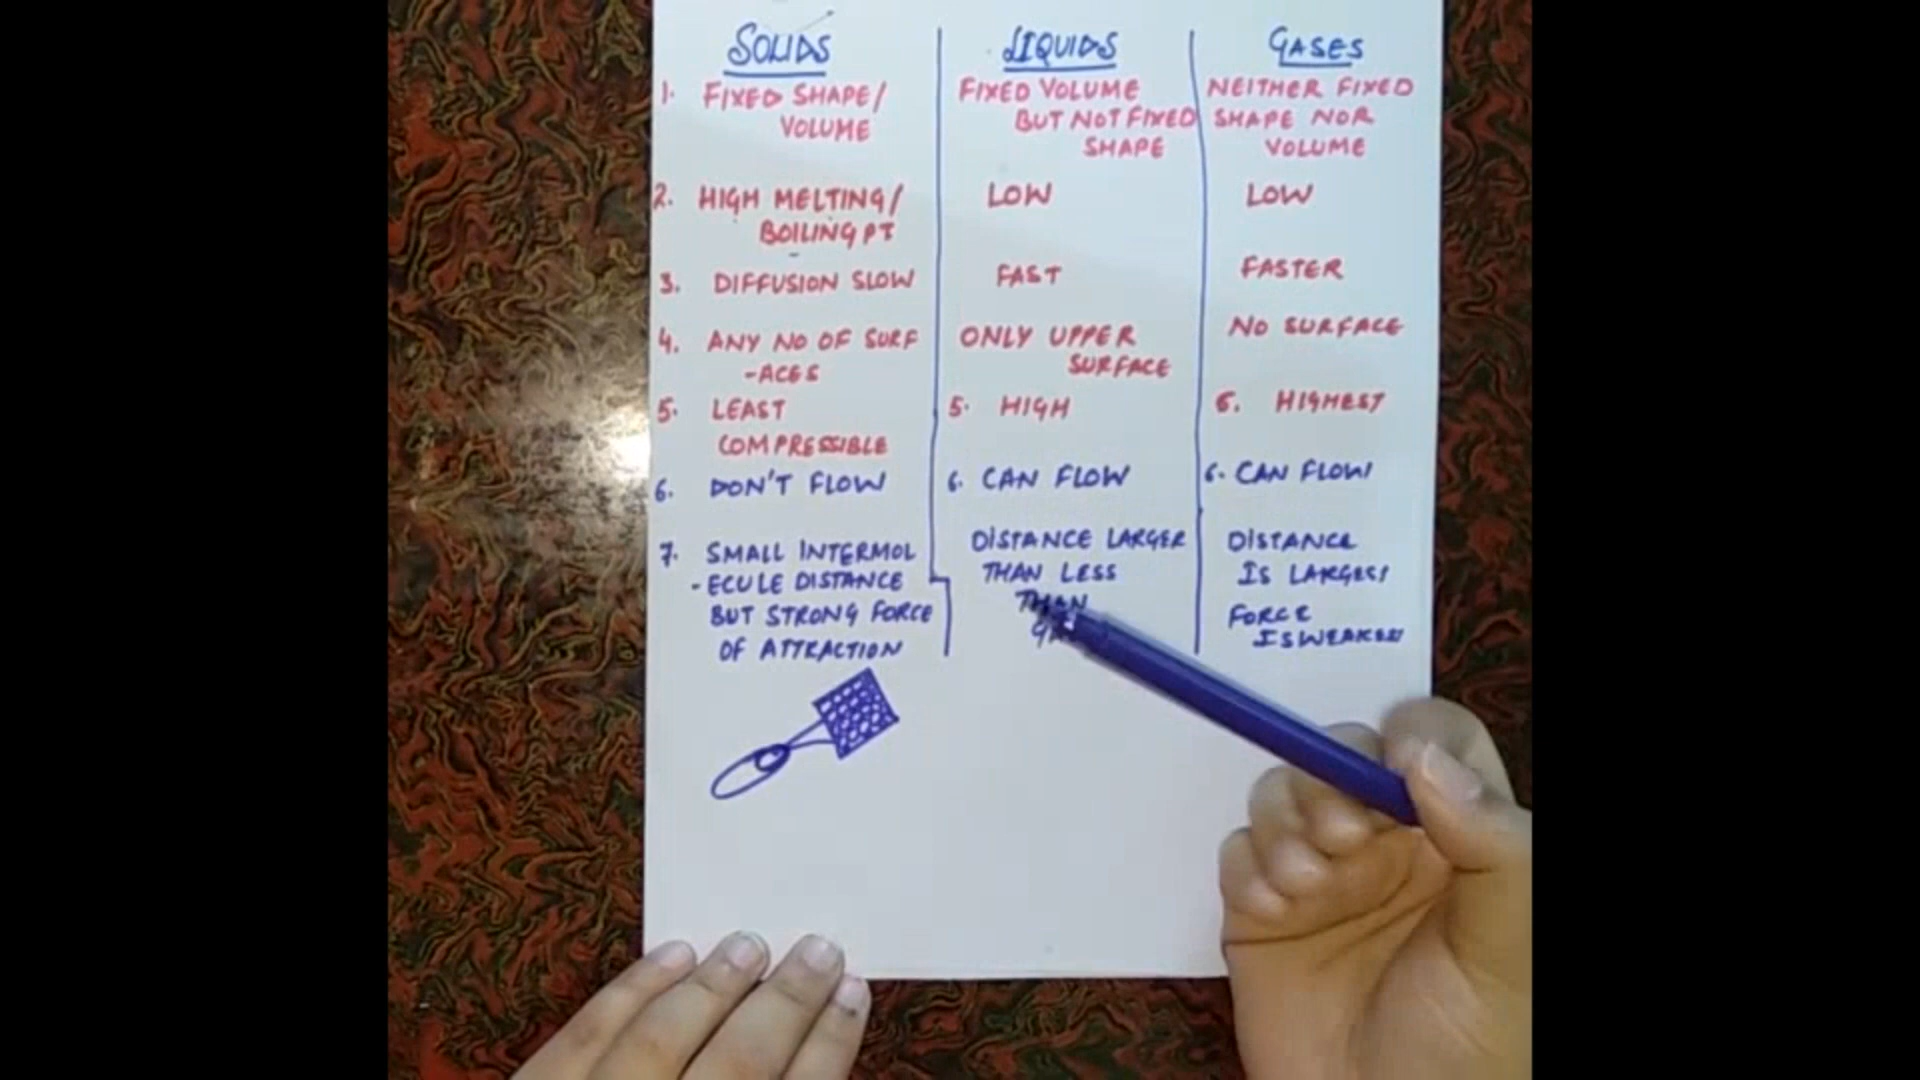 SOLIDS
1. FIXED SHAPE/
VOLUME
2. HIGH MELTING/
BOILING PT
3. DIFFUSION SLOW
4. ANY NO OF SURF
-ACES
5. LEAST
COMPRESSIBLE
6. DON'T FLOW
7. SMALL INTERMOL
-ECULE DISTANCE
BUT STRONG FORCE
OF ATTRACTION
LIQUIDS
FIXED VOLUME
BUT NOT FIXED
SHAPE
LOW
FAST
ONLY UPPER
SURFACE
5. HIGH
6. CAN FLOW
DISTANCE LARGER
THAN LESS
THAN
GASES
NEITHER FIXED
SHAPE NOR
VOLUME
LOW
FASTER
NO SURFACE
HIGHEST
6. CAN FLOW
DISTANCE
IS LARGEST
FORCE
IS WEAKEST